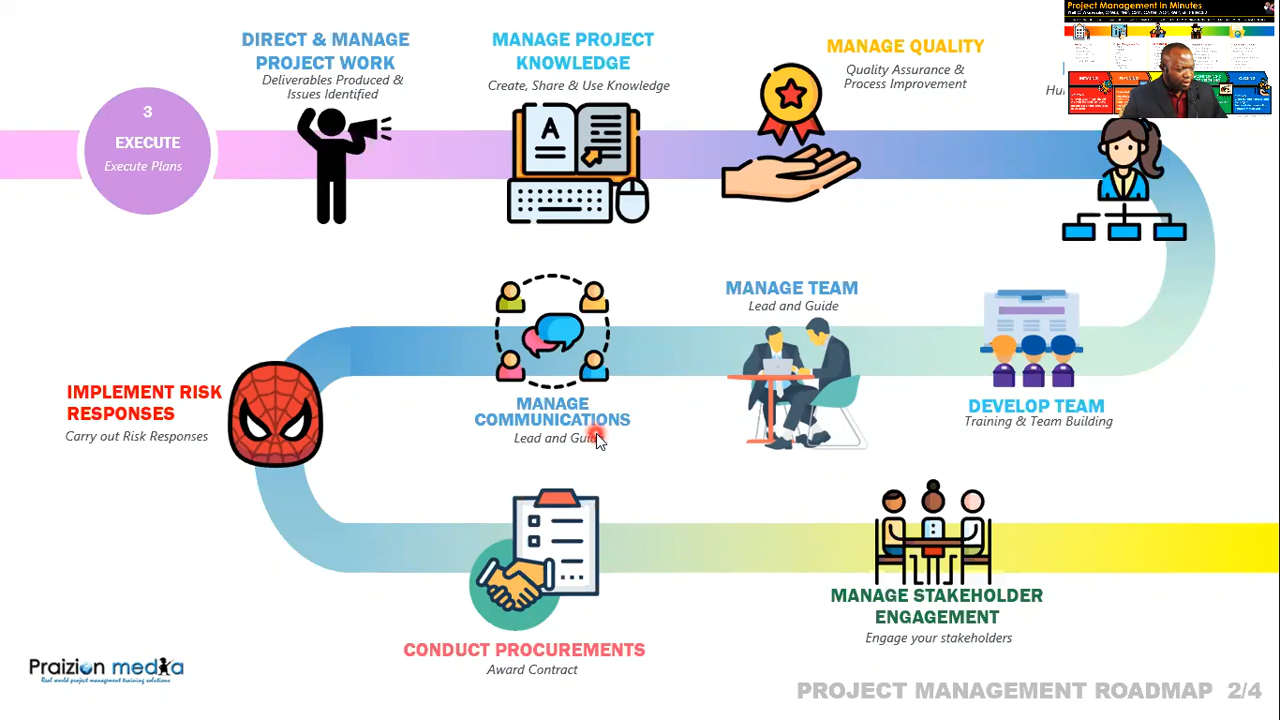 Project Management in Minutes
DIRECT & MANAGE
PROJECT WORK
Deliverables Produced &
Issues Identified
MANAGE PROJECT
KNOWLEDGE
Create, Share & Use Knowledge
MANAGE QUALITY
Quality Assurance &
Process Improvement
3
EXECUTE
Execute Plans
A
MANAGE TEAM
Lead and Guide
IMPLEMENT RISK
RESPONSES
Carry out Risk Responses
MANAGE
COMMUNICATIONS
Lead and Guide
DEVELOP TEAM
Training & Team Building
CONDUCT PROCUREMENTS
Award Contract
MANAGE STAKEHOLDER
ENGAGEMENT
Engage your stakeholders
Praizion media
Real world project management training solutions
PROJECT MANAGEMENT ROADMAP 2/4